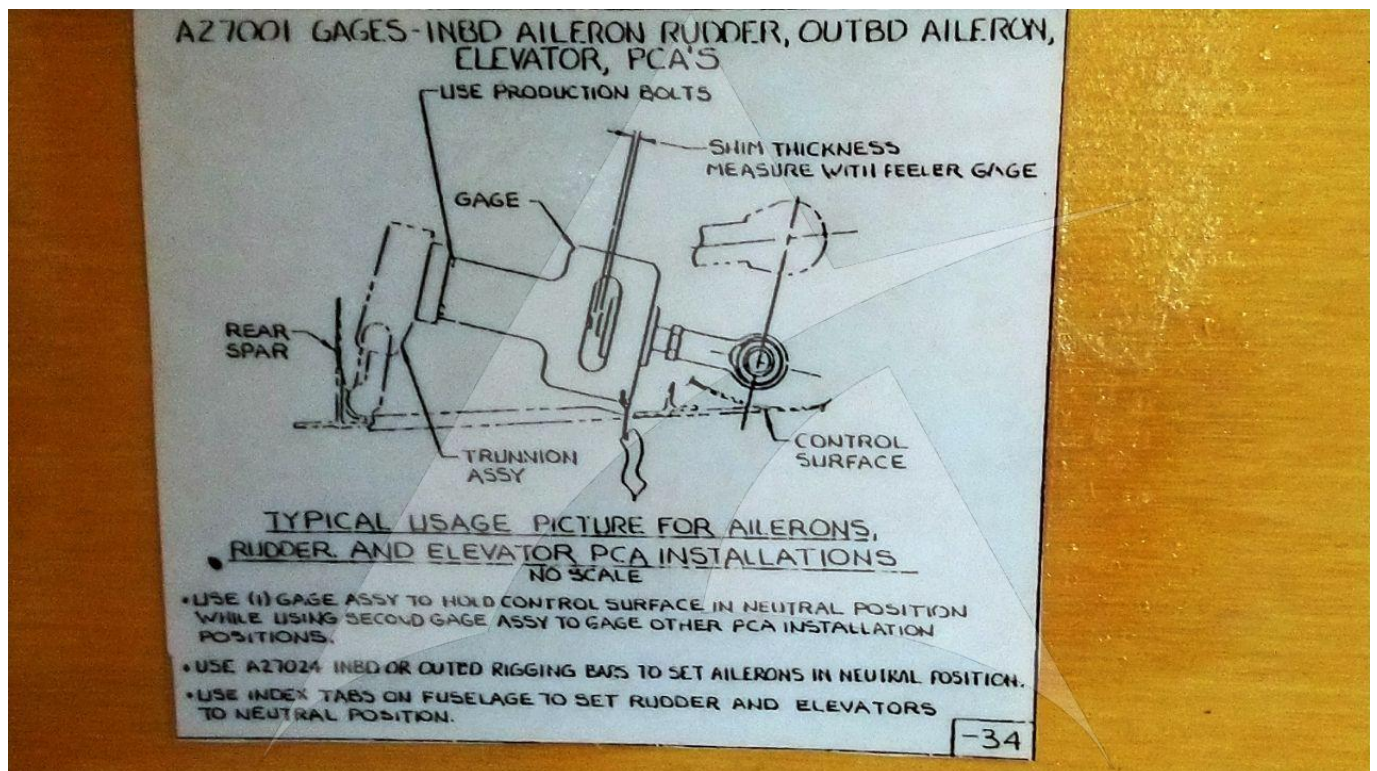 A27001 GAGES-INBD AILERON RUDDER, OUTBD AILERON,
ELEVATOR, PCA'S
USE PRODUCTION BOLTS
SHIM THICKNESS
MEASURE WITH FEELER GAGE
GAGE
REAR
SPAR
TRUNNION
ASSY
CONTROL
SURFACE
TYPICAL USAGE PICTURE FOR AILERONS,
RUDDER AND ELEVATOR PCA INSTALLATIONS
NO SCALE
• USE (1) GAGE ASSY TO HOLD CONTROL SURFACE IN NEUTRAL POSITION
WHILE USING SECOND GAGE ASSY TO GAGE OTHER PCA INSTALLATION
POSITIONS.
• USE A27024 INBD OR OUTBD RIGGING BARS TO SET AILERONS IN NEUTRAL POSITION.
• USE INDEX TABS ON FUSELAGE TO SET RUDDER AND ELEVATORS
TO NEUTRAL POSITION.
-34